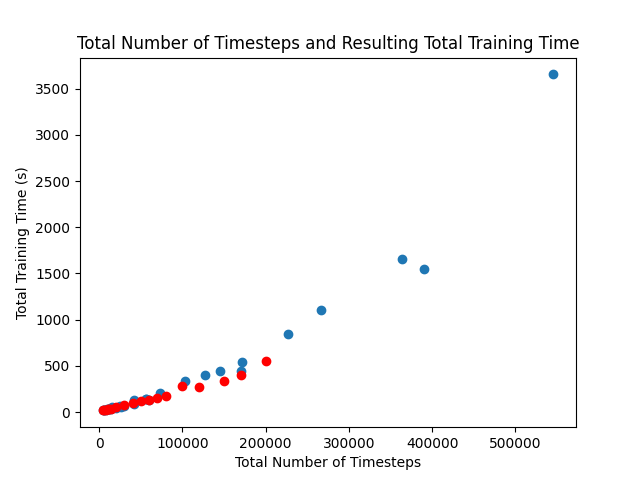 Total Number of Timesteps and Resulting Total Training Time
3500
3000
2500
2000
1500
1000
500
0
Total Training Time (s)
0 100000 200000 300000 400000 500000
Total Number of Timesteps